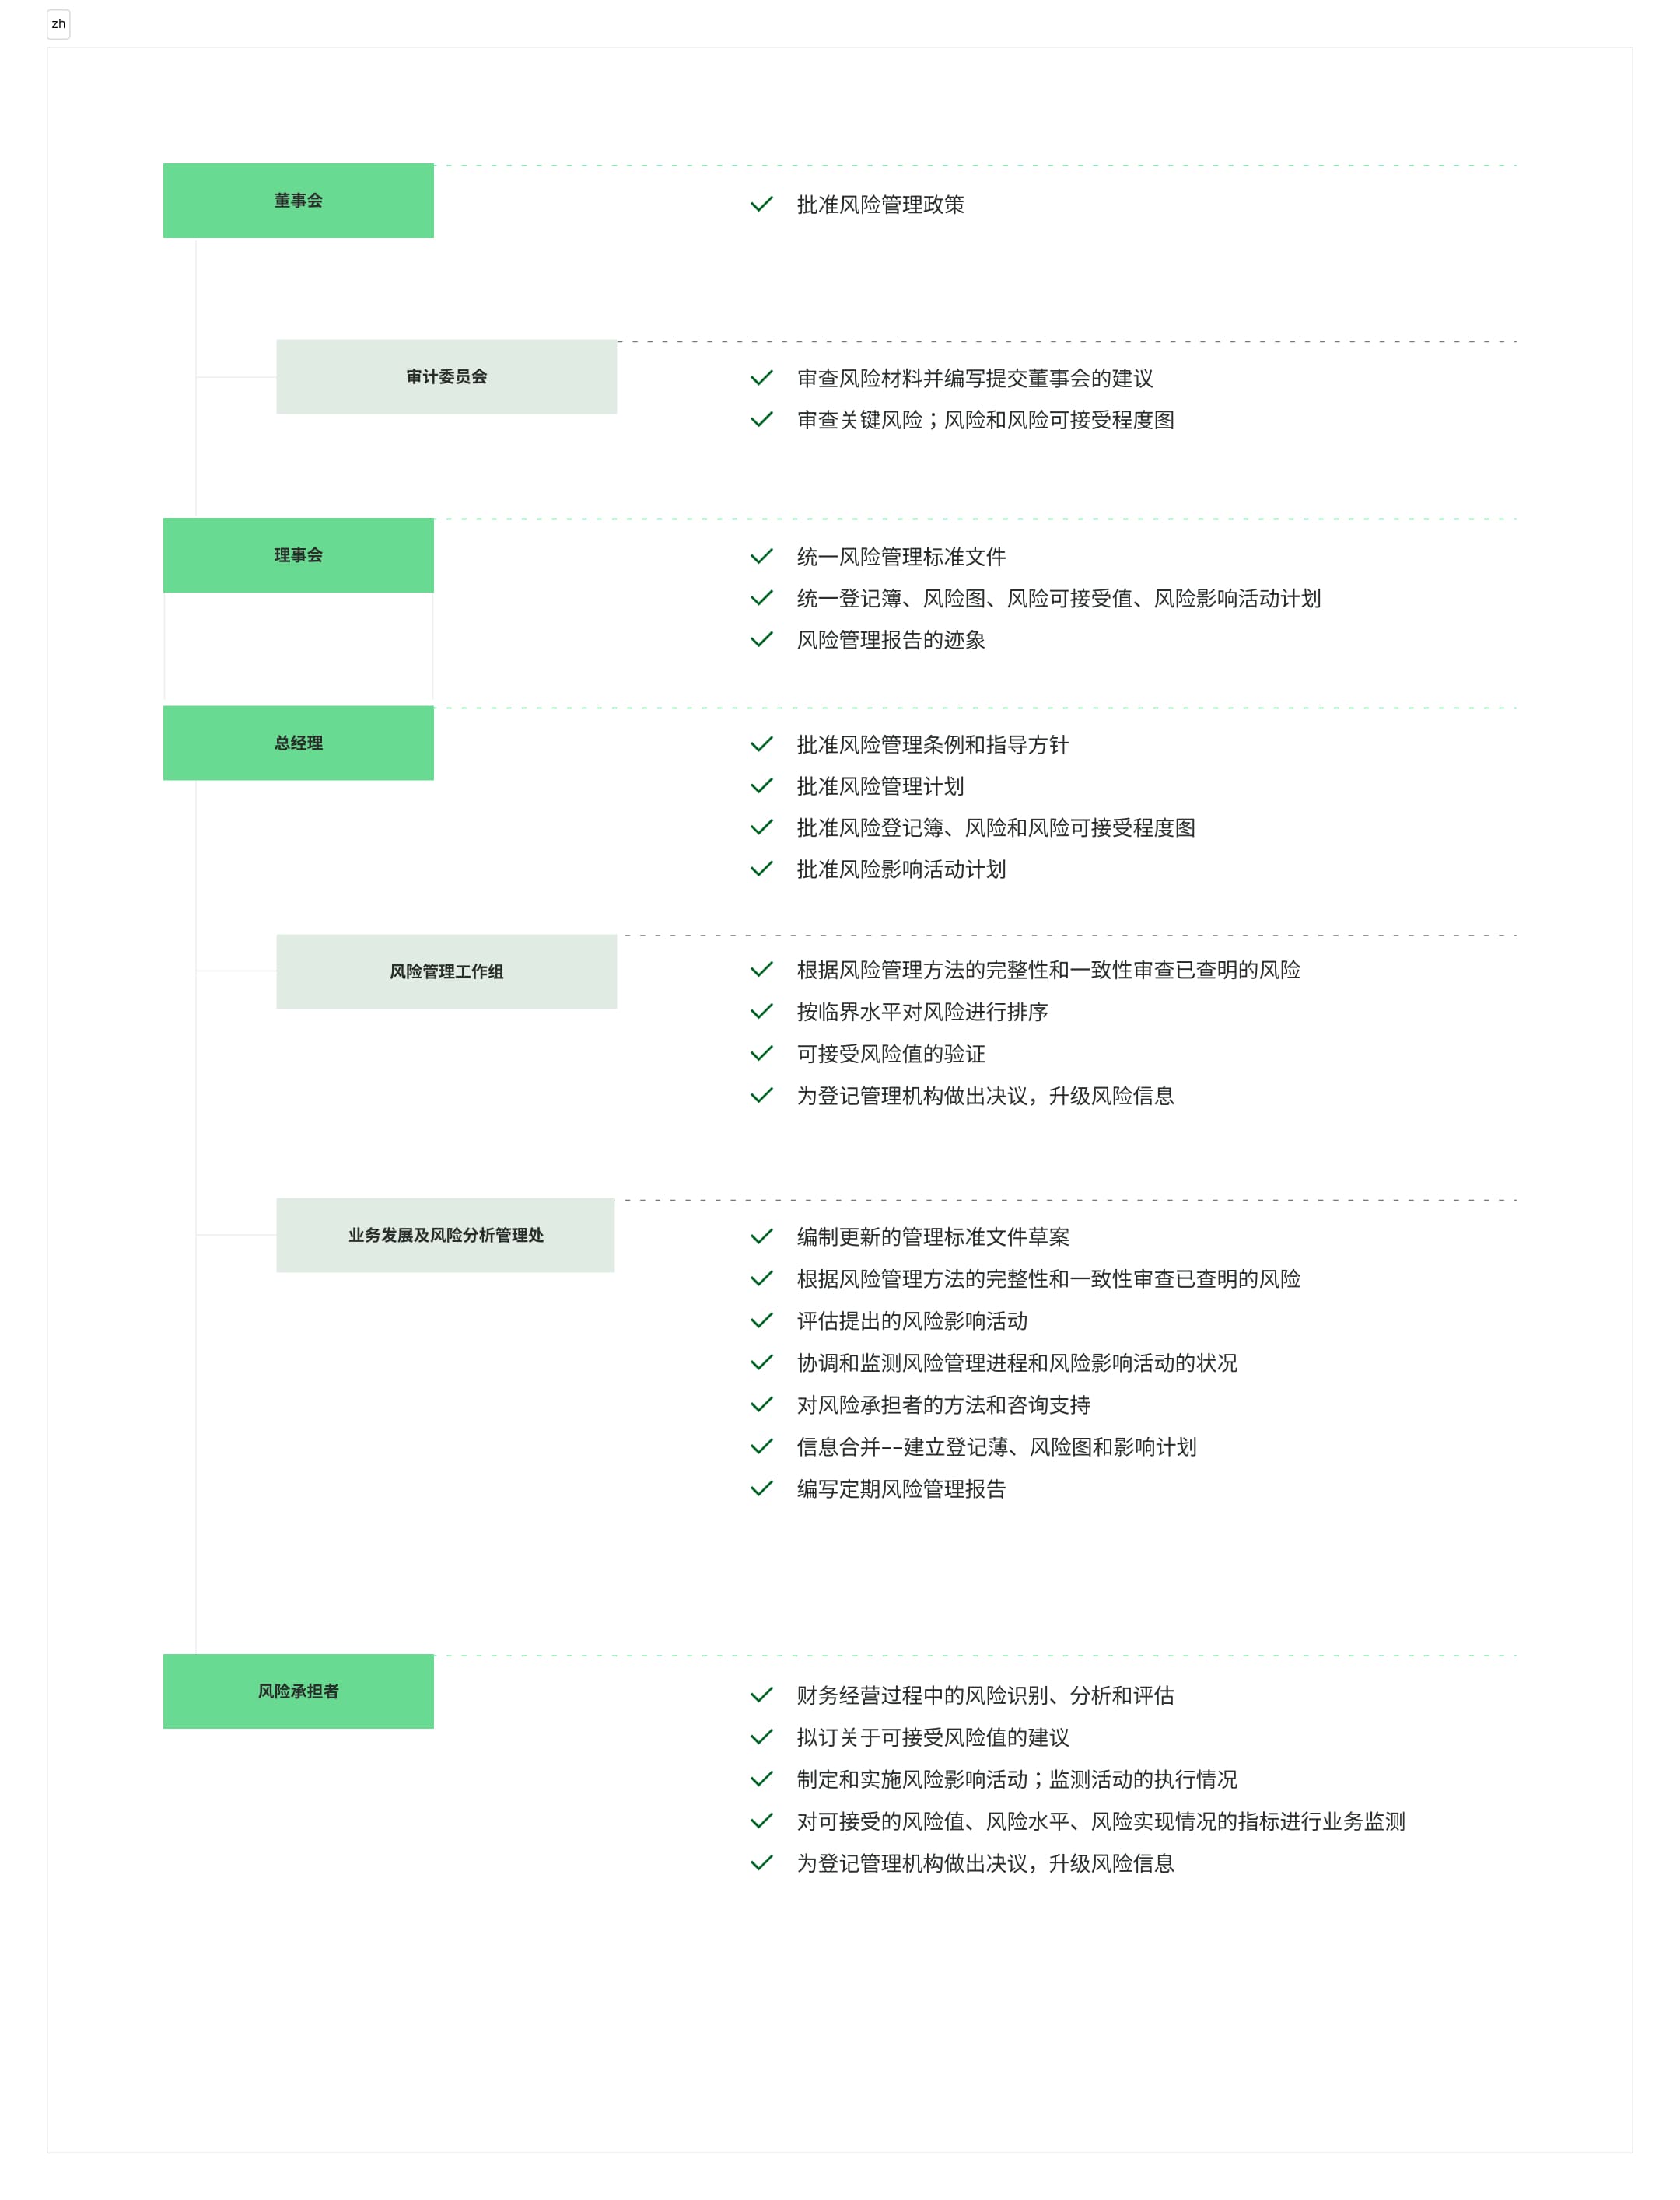 zh
董事会
批准风险管理政策
审计委员会
审查风险材料并编写提交董事会的建议
审查关键风险；风险和风险可接受程度图
理事会
统一风险管理标准文件
统一登记簿、风险图、风险可接受值、风险影响活动计划
风险管理报告的迹象
总经理
批准风险管理条例和指导方针
批准风险管理计划
批准风险登记簿、风险和风险可接受程度图
批准风险影响活动计划
风险管理工作组
根据风险管理方法的完整性和一致性审查已查明的风险
按临界水平对风险进行排序
可接受风险值的验证
为登记管理机构做出决议，升级风险信息
业务发展及风险分析管理处
编制更新的管理标准文件草案
根据风险管理方法的完整性和一致性审查已查明的风险
评估提出的风险影响活动
协调和监测风险管理进程和风险影响活动的状况
对风险承担者的方法和咨询支持
信息合并--建立登记薄、风险图和影响计划
编写定期风险管理报告
风险承担者
财务经营过程中的风险识别、分析和评估
拟订关于可接受风险值的建议
制定和实施风险影响活动；监测活动的执行情况
对可接受的风险值、风险水平、风险实现情况的指标进行业务监测
为登记管理机构做出决议，升级风险信息